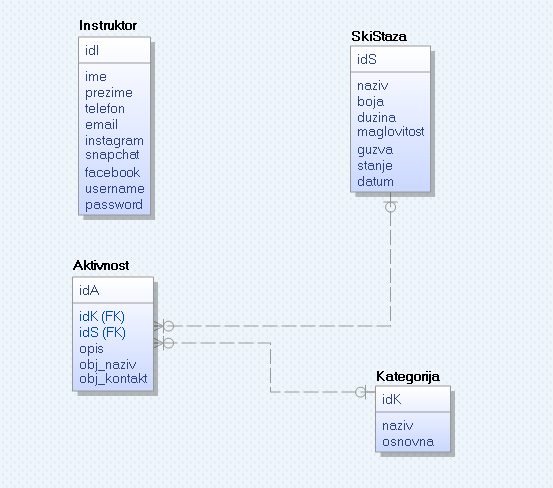 Instruktor
idI
ime
prezime
telefon
email
instagram
snapchat
facebook
username
password
SkiStaza
idS
naziv
boja
duzina
maglovitost
guzva
stanje
datum
Aktivnost
idA
idK (FK)
idS (FK)
opis
obj_naziv
obj_kontakt
Kategorija
idK
naziv
osnovna